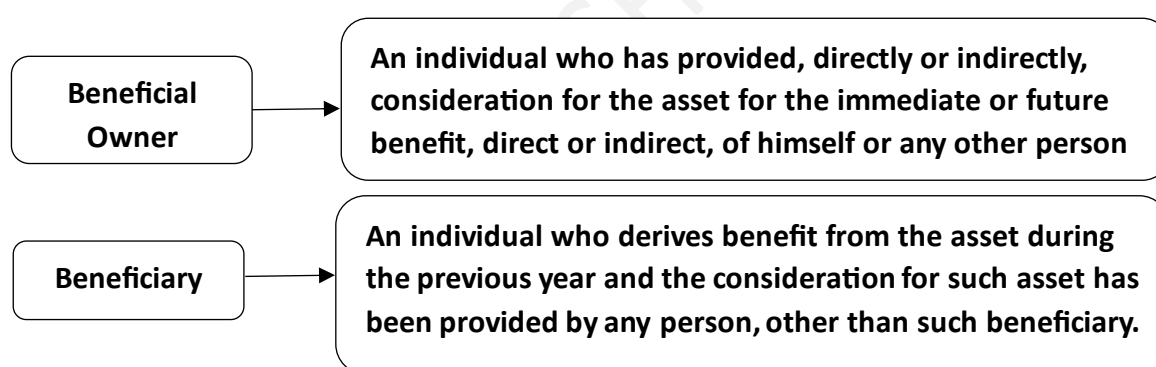 Beneficial
Owner
An individual who has provided, directly or indirectly,
consideration for the asset for the immediate or future
benefit, direct or indirect, of himself or any other person
Beneficiary
An individual who derives benefit from the asset during
the previous year and the consideration for such asset has
been provided by any person, other than such beneficiary.